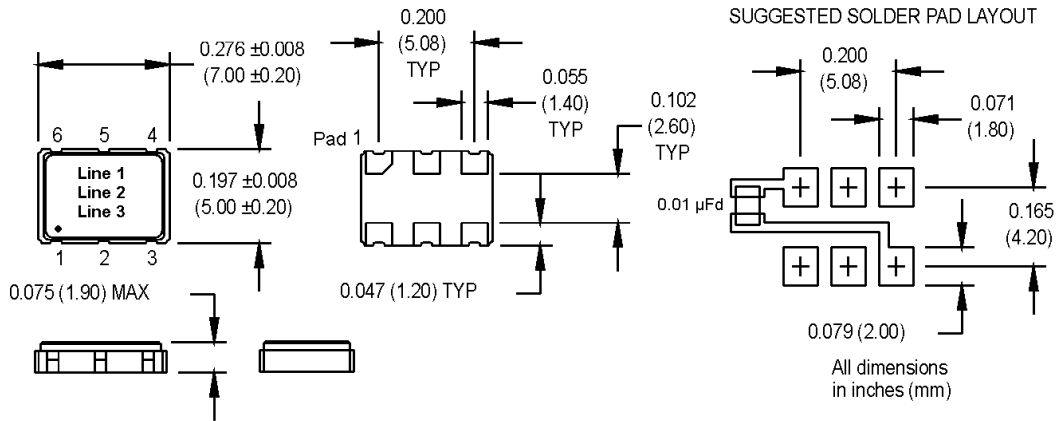 0.276 ±0.008
(7.00 ±0.20)
6 5 4
Line 1
Line 2
Line 3
1 2 3
0.197 ±0.008
(5.00 ±0.20)
0.075 (1.90) MAX
0.200
(5.08)
TYP
0.055
(1.40)
TYP
Pad 1
0.102
(2.60)
TYP
0.047 (1.20) TYP
SUGGESTED SOLDER PAD LAYOUT
0.200
(5.08)
0.071
(1.80)
0.01 µFd
0.165
(4.20)
0.079 (2.00)
All dimensions
in inches (mm)